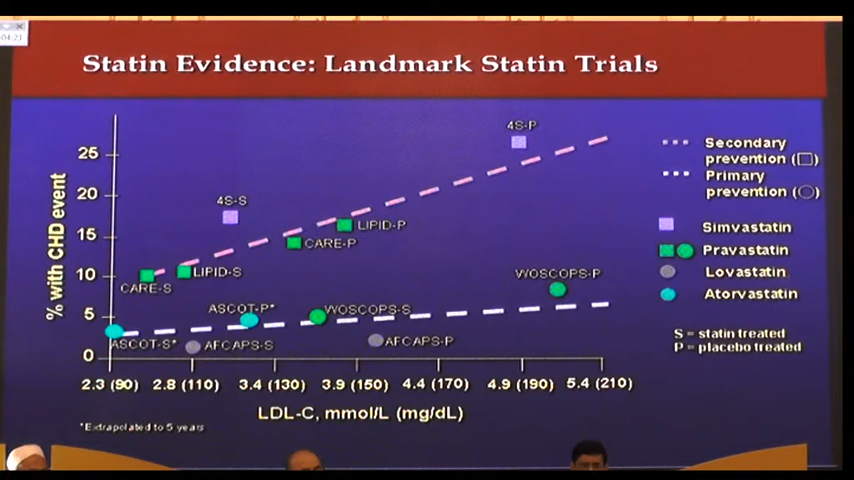 04:23
Statin Evidence: Landmark Statin Trials
% with CHD event
25
20
15
10
5
0
4S-P
4S-S
LIPID-P
CARE-P
LIPID-S
CARE-S
WOSCOPS-P
ASCOT-P*
WOSCOPS-S
ASCOT-S*
AFCAPS-S
AFCAPS-P
2.3 (90) 2.8 (110) 3.4 (130) 3.9 (150) 4.4 (170) 4.9 (190) 5.4 (210)
LDL-C, mmol/L (mg/dL)
*Extrapolated to 5 years
Secondary
prevention (□)
Primary
prevention (○)
Simvastatin
Pravastatin
Lovastatin
Atorvastatin
S = statin treated
P = placebo treated